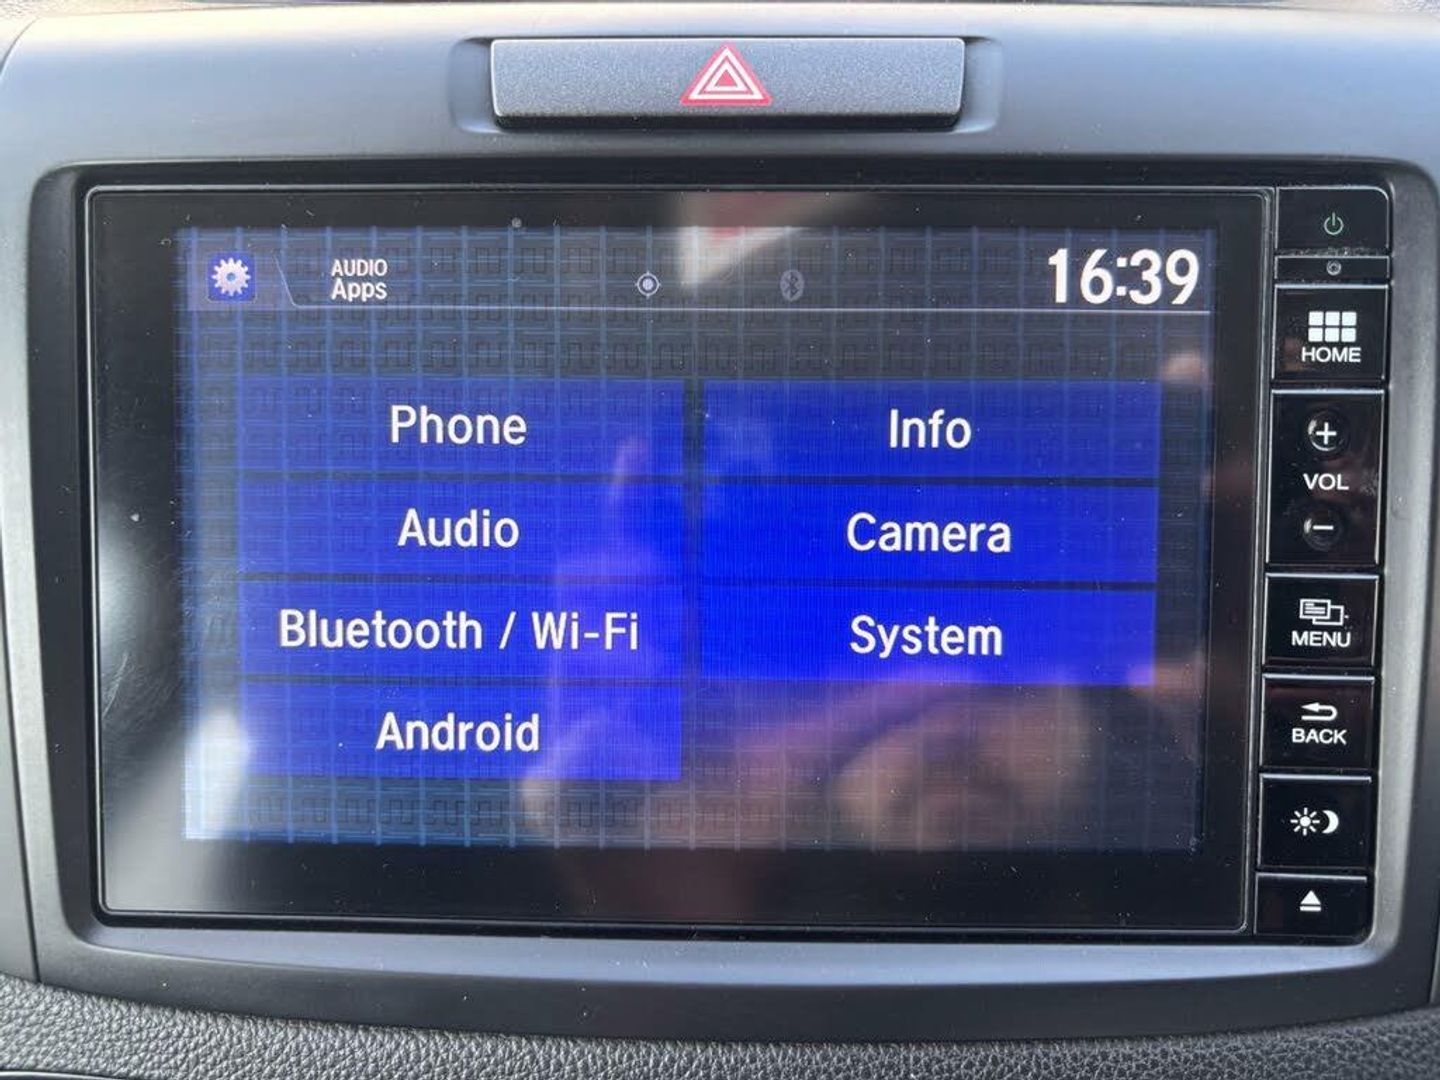 AUDIO
Apps
16:39
Phone
Info
Audio
Camera
Bluetooth / Wi-Fi
System
Android
HOME
+
VOL
−
MENU
BACK